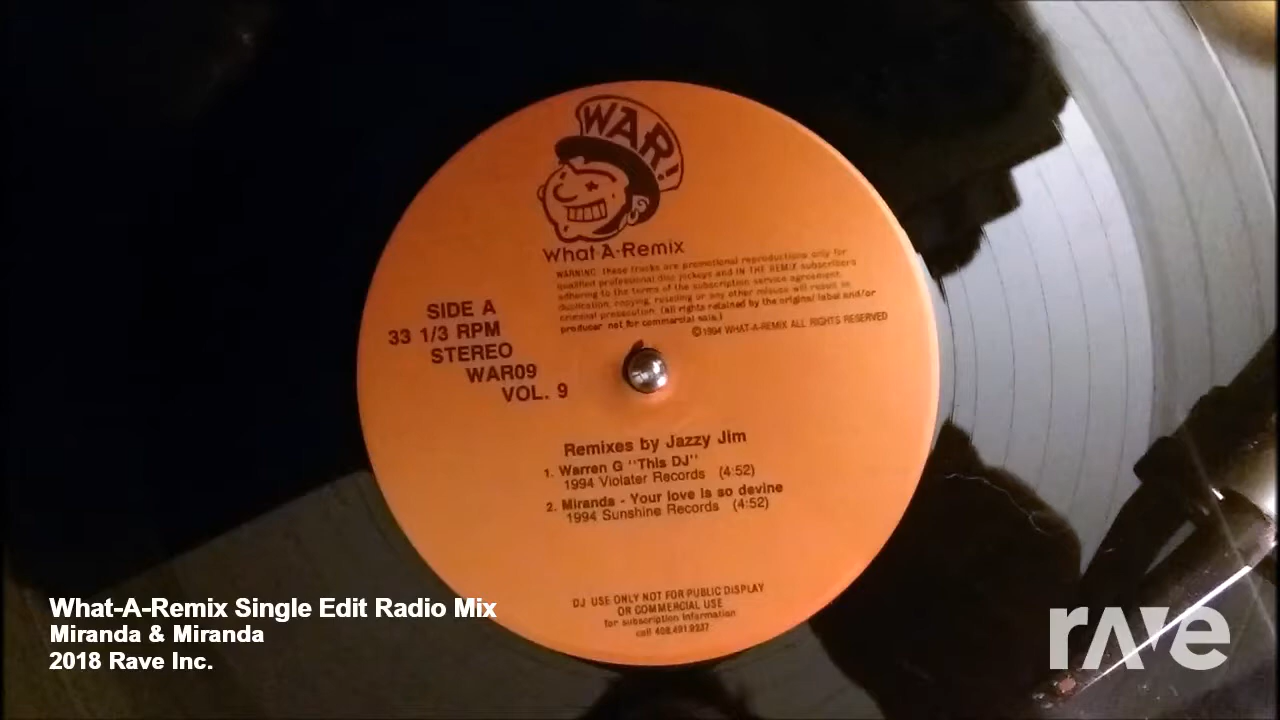 WAR!
What-A-Remix
WARNING: these tracks are promotional reproductions only for
qualified professional disc jockeys and IN THE REMIX subscribers
adhering to the terms of the subscription service agreement.
duplication, copying, reselling or any other misuse will result in
criminal prosecution. (all rights retained by the original label and/or
producer not for commercial sale.)
©1994 WHAT-A-REMIX ALL RIGHTS RESERVED
SIDE A
33 1/3 RPM
STEREO
WAR09
VOL. 9
Remixes by Jazzy Jim
1. Warren G "This DJ"
1994 Violater Records (4:52)
2. Miranda - Your love is so devine
1994 Sunshine Records (4:52)
DJ USE ONLY NOT FOR PUBLIC DISPLAY
OR COMMERCIAL USE
for subscription information
call 408.491.9237
What-A-Remix Single Edit Radio Mix
Miranda & Miranda
2018 Rave Inc.
rave